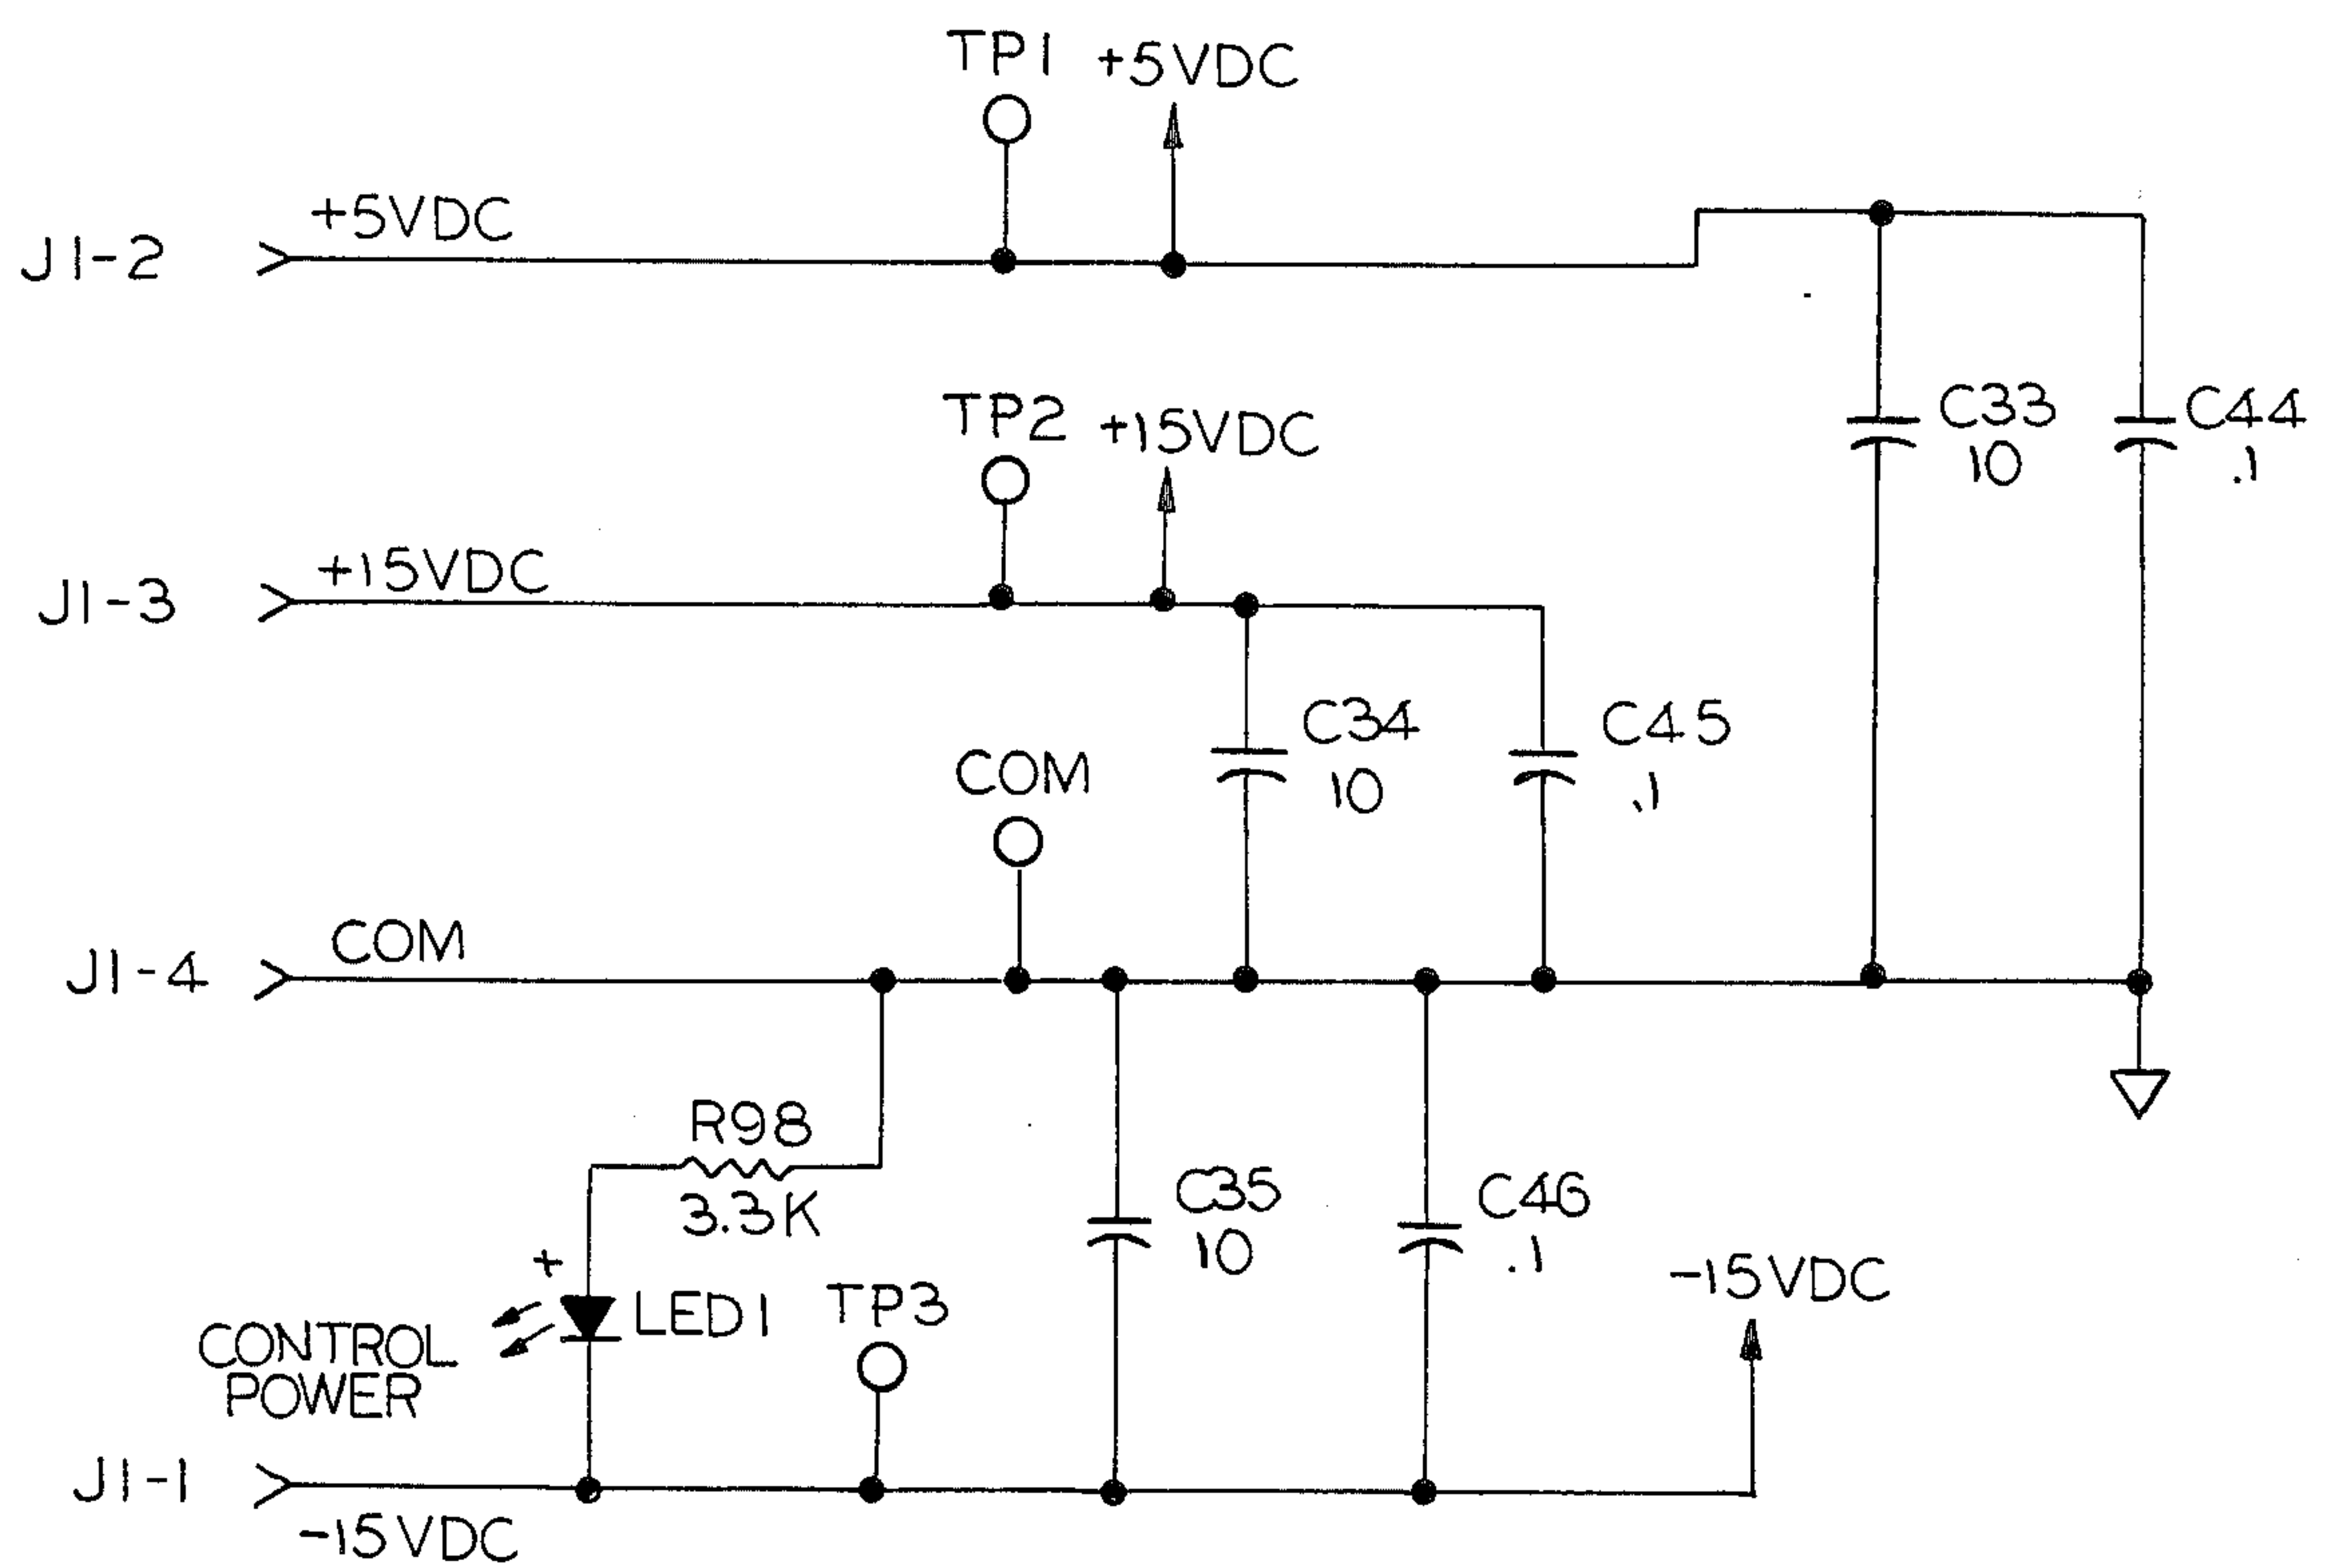 TP1
+5VDC
+5VDC
J1-2
C33
10
C44
.1
TP2
+15VDC
+15VDC
J1-3
C34
10
C45
.1
COM
COM
J1-4
R98
3.3K
C35
10
C46
.1
+
LED1
TP3
-15VDC
CONTROL
POWER
J1-1
-15VDC